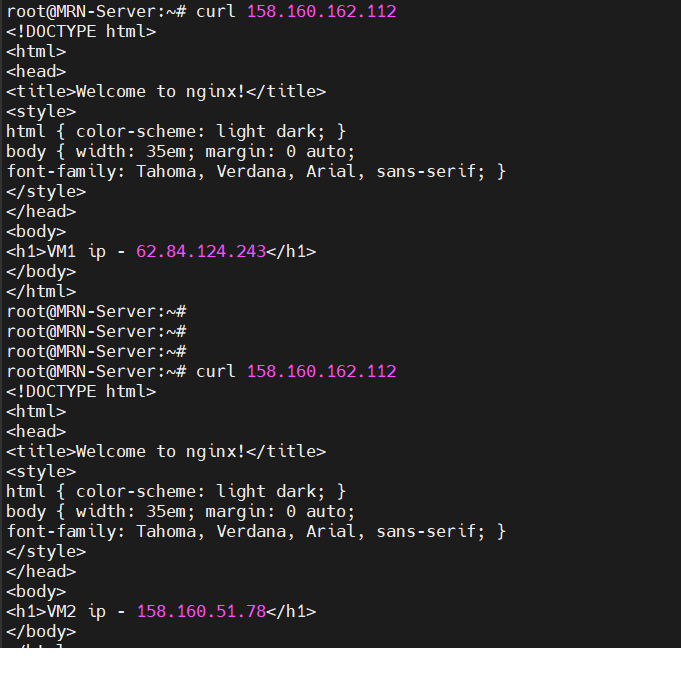 root@MRN-Server:~# curl 158.160.162.112
<!DOCTYPE html>
<html>
<head>
<title>Welcome to nginx!</title>
<style>
html { color-scheme: light dark; }
body { width: 35em; margin: 0 auto;
font-family: Tahoma, Verdana, Arial, sans-serif; }
</style>
</head>
<body>
<h1>VM1 ip - 62.84.124.243</h1>
</body>
</html>
root@MRN-Server:~#
root@MRN-Server:~#
root@MRN-Server:~#
root@MRN-Server:~# curl 158.160.162.112
<!DOCTYPE html>
<html>
<head>
<title>Welcome to nginx!</title>
<style>
html { color-scheme: light dark; }
body { width: 35em; margin: 0 auto;
font-family: Tahoma, Verdana, Arial, sans-serif; }
</style>
</head>
<body>
<h1>VM2 ip - 158.160.51.78</h1>
</body>